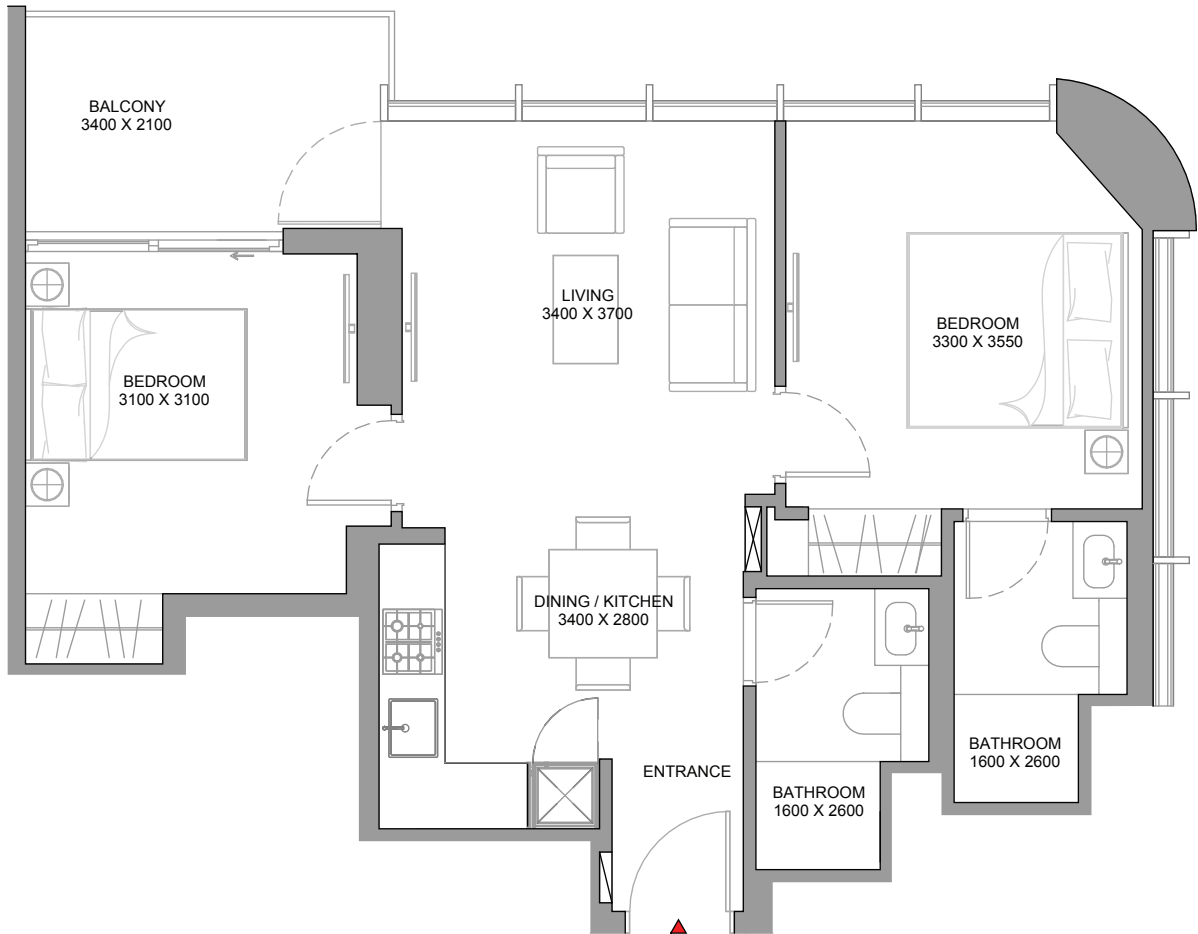 BALCONY
3400 X 2100
LIVING
3400 X 3700
BEDROOM
3300 X 3550
BEDROOM
3100 X 3100
DINING / KITCHEN
3400 X 2800
ENTRANCE
BATHROOM
1600 X 2600
BATHROOM
1600 X 2600